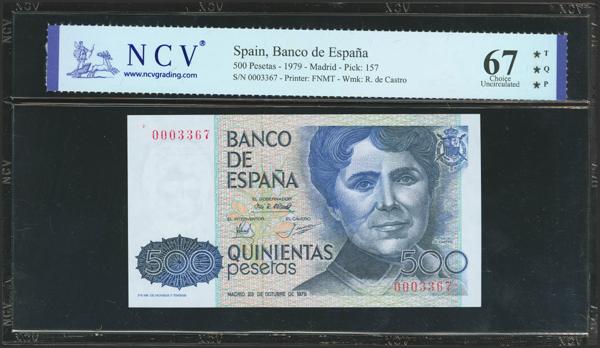 NCV®
www.ncvgrading.com
Spain, Banco de España
500 Pesetas - 1979 - Madrid - Pick: 157
S/N 0003367 - Printer: FNMT - Wmk: R. de Castro
67
Choice
Uncirculated
★ T
★ Q
★ P
NCV
NCV
0003367
BANCO
DE
ESPAÑA
EL GOBERNADOR
EL INTERVENTOR
EL CAJERO
QUINIENTAS
pesetas
500
500
0003367
MADRID 23 DE OCTUBRE DE 1979